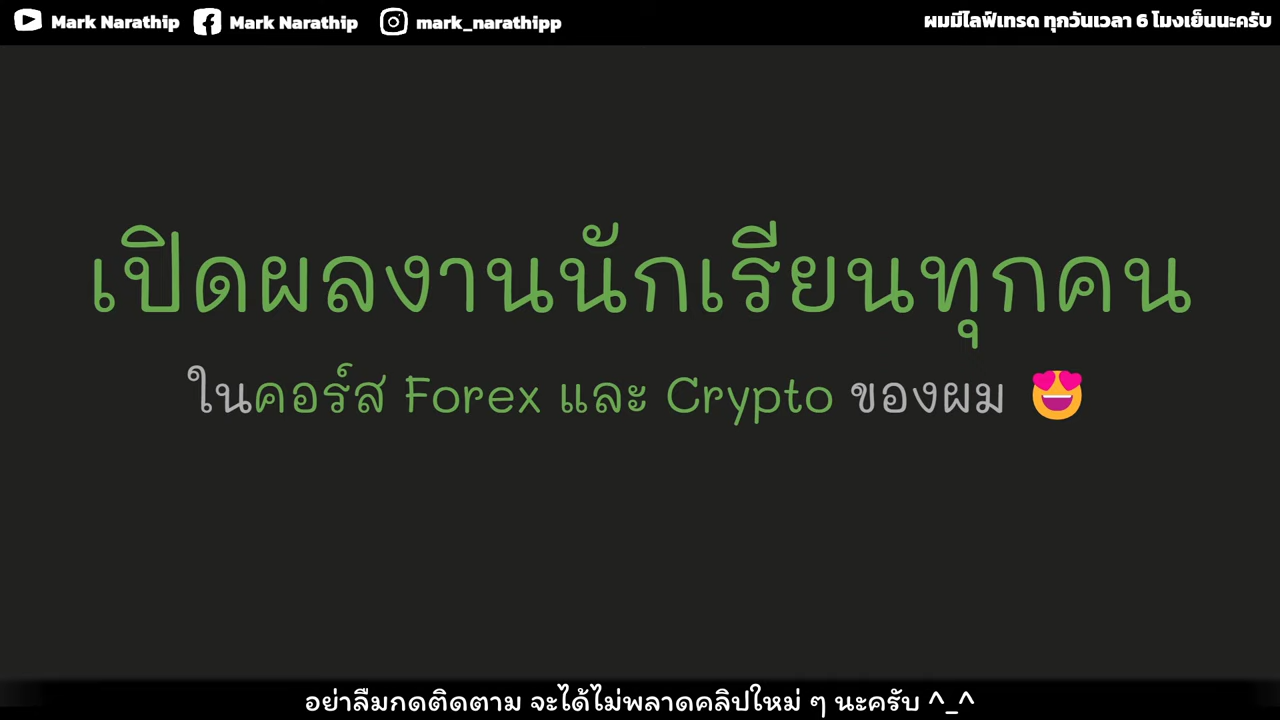 Mark Narathip Mark Narathip mark_narathipp ผมมีไลฟ์เทรด ทุกวันเวลา 6 โมงเย็นนะครับ
เปิดผลงานนักเรียนทุกคน
ในคอร์ส Forex และ Crypto ของผม 😍
อย่าลืมกดติดตาม จะได้ไม่พลาดคลิปใหม่ ๆ นะครับ ^_^